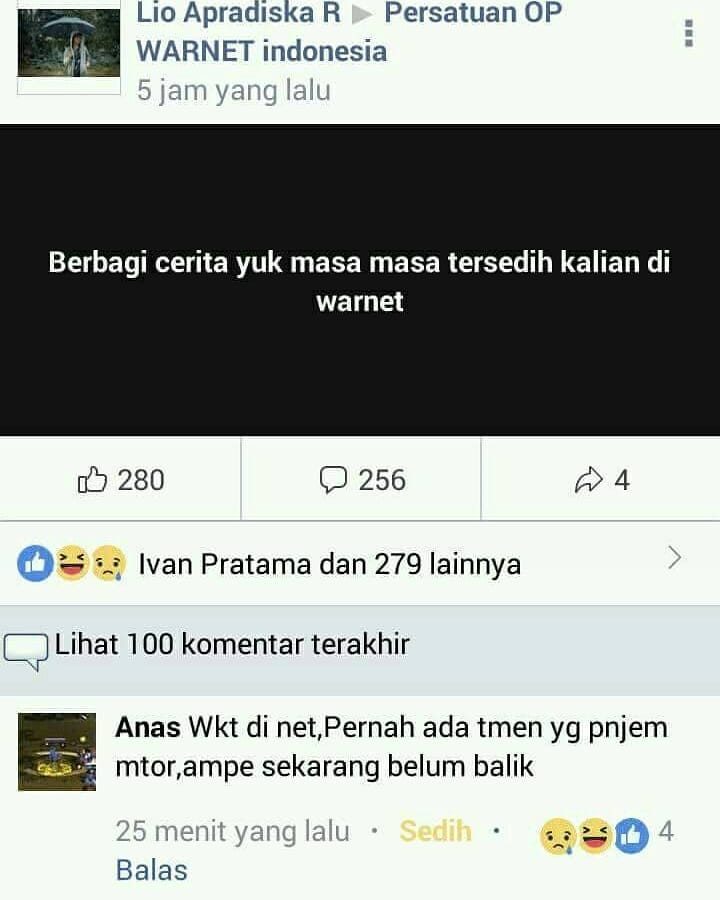 Lio Apradiska R ▶ Persatuan OP
WARNET indonesia
5 jam yang lalu
Berbagi cerita yuk masa masa tersedih kalian di
warnet
280
256
4
Ivan Pratama dan 279 lainnya
Lihat 100 komentar terakhir
Anas Wkt di net,Pernah ada tmen yg pnjem
mtor,ampe sekarang belum balik
25 menit yang lalu • Sedih • 4
Balas